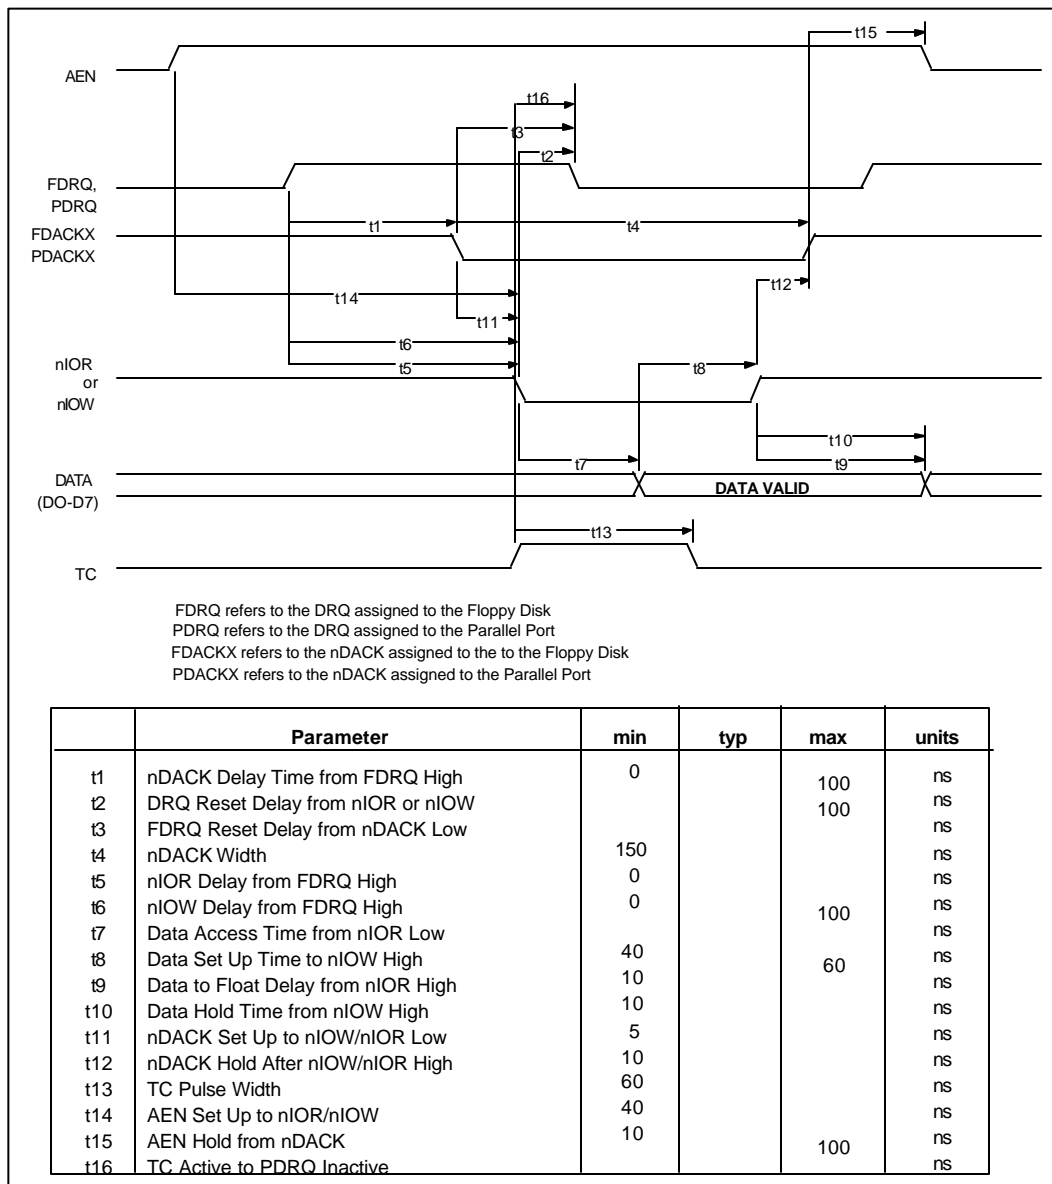 t15
AEN
t16
t3
t2
FDRQ,
PDRQ
t1
t4
FDACKX
PDACKX
t12
t14
t11
t6
t5
t8
nIOR
or
nIOW
t10
t7
t9
DATA
(DO-D7)
DATA VALID
t13
TC
FDRQ refers to the DRQ assigned to the Floppy Disk
PDRQ refers to the DRQ assigned to the Parallel Port
FDACKX refers to the nDACK assigned to the to the Floppy Disk
PDACKX refers to the nDACK assigned to the Parallel Port
Parameter min typ max units
t1 nDACK Delay Time from FDRQ High 0 ns
t2 DRQ Reset Delay from nIOR or nIOW 100 ns
t3 FDRQ Reset Delay from nDACK Low 100 ns
t4 nDACK Width 150 ns
t5 nIOR Delay from FDRQ High 0 ns
t6 nIOW Delay from FDRQ High 0 ns
t7 Data Access Time from nIOR Low 100 ns
t8 Data Set Up Time to nIOW High 40 ns
t9 Data to Float Delay from nIOR High 10 60 ns
t10 Data Hold Time from nIOW High 10 ns
t11 nDACK Set Up to nIOW/nIOR Low 5 ns
t12 nDACK Hold After nIOW/nIOR High 10 ns
t13 TC Pulse Width 60 ns
t14 AEN Set Up to nIOR/nIOW 40 ns
t15 AEN Hold from nDACK 10 ns
t16 TC Active to PDRQ Inactive 100 ns